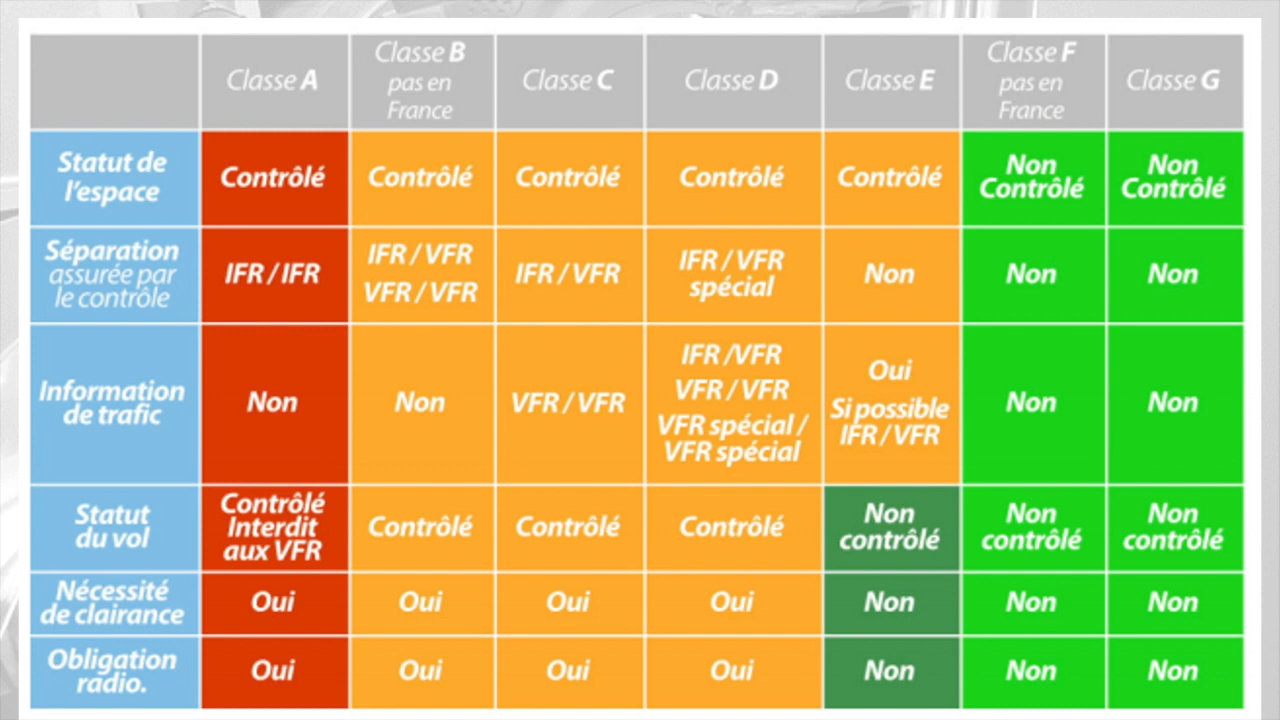 Classe A
Classe B
pas en
France
Classe C
Classe D
Classe E
Classe F
pas en
France
Classe G
Statut de
l'espace
Contrôlé
Contrôlé
Contrôlé
Contrôlé
Contrôlé
Non
Contrôlé
Non
Contrôlé
Séparation
assurée par
le contrôle
IFR / IFR
IFR / VFR
VFR / VFR
IFR / VFR
IFR / VFR
spécial
Non
Non
Non
Information
de trafic
Non
Non
VFR / VFR
IFR /VFR
VFR / VFR
VFR spécial /
VFR spécial
Oui
Si possible
IFR / VFR
Non
Non
Statut
du vol
Contrôlé
Interdit
aux VFR
Contrôlé
Contrôlé
Contrôlé
Non
contrôlé
Non
contrôlé
Non
contrôlé
Nécessité
de clairance
Oui
Oui
Oui
Oui
Non
Non
Non
Obligation
radio.
Oui
Oui
Oui
Oui
Non
Non
Non